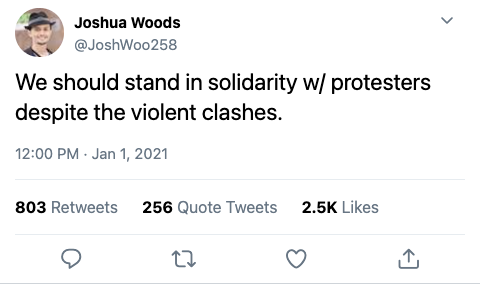 Joshua Woods
@JoshWoo258
We should stand in solidarity w/ protesters
despite the violent clashes.
12:00 PM · Jan 1, 2021
803 Retweets 256 Quote Tweets 2.5K Likes